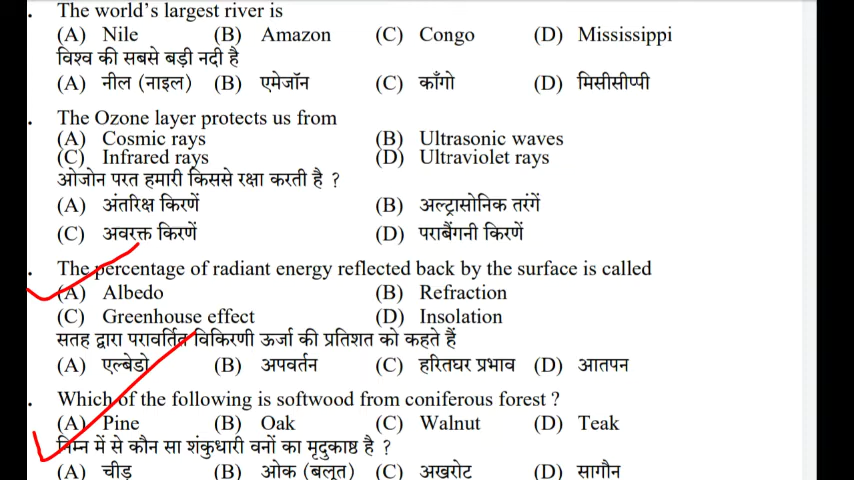 . The world's largest river is
(A) Nile (B) Amazon (C) Congo (D) Mississippi
विश्व की सबसे बड़ी नदी है
(A) नील (नाइल) (B) एमेजॉन (C) काँगो (D) मिसीसीप्पी
. The Ozone layer protects us from
(A) Cosmic rays (B) Ultrasonic waves
(C) Infrared rays (D) Ultraviolet rays
ओजोन परत हमारी किससे रक्षा करती है ?
(A) अंतरिक्ष किरणें (B) अल्ट्रासोनिक तरंगें
(C) अवरक्त किरणें (D) पराबैंगनी किरणें
. The percentage of radiant energy reflected back by the surface is called
(A) Albedo (B) Refraction
(C) Greenhouse effect (D) Insolation
सतह द्वारा परावर्तित विकिरणी ऊर्जा की प्रतिशत को कहते हैं
(A) एल्बेडो (B) अपवर्तन (C) हरितघर प्रभाव (D) आतपन
. Which of the following is softwood from coniferous forest ?
(A) Pine (B) Oak (C) Walnut (D) Teak
निम्न में से कौन सा शंकुधारी वनों का मृदुकाष्ठ है ?
(A) चीड़ (B) ओक (बलूत) (C) अखरोट (D) सागौन